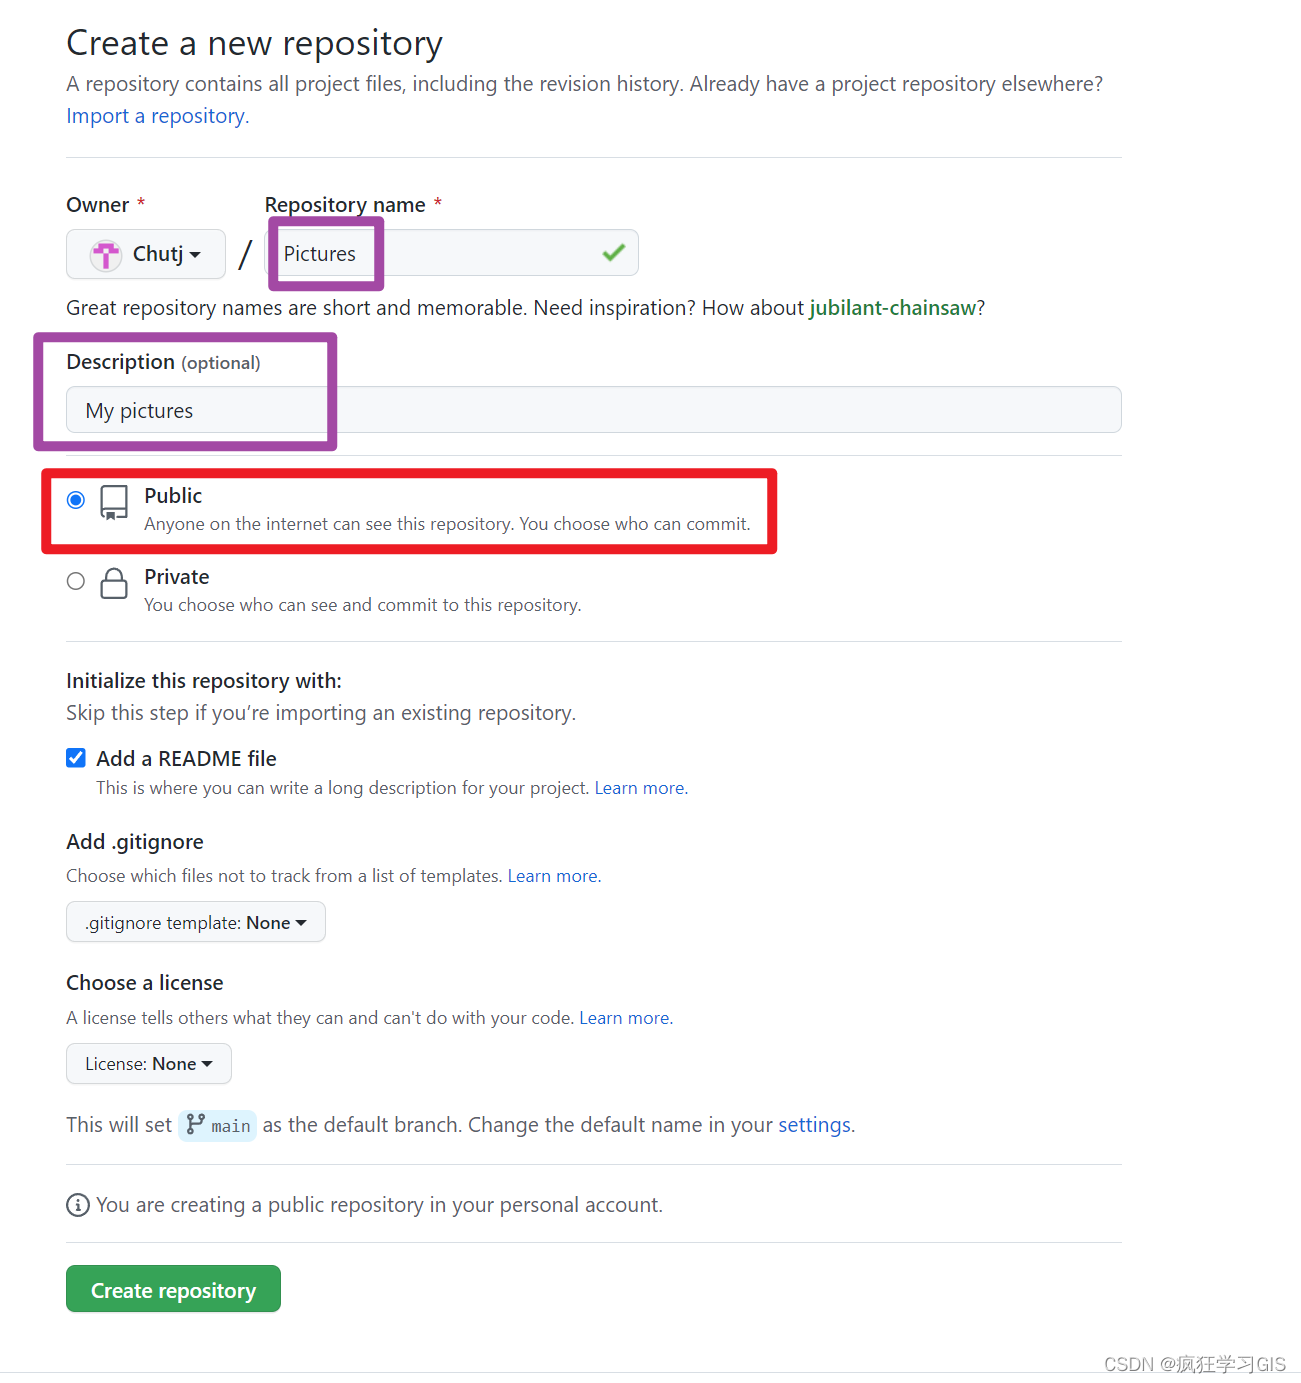 Create a new repository
A repository contains all project files, including the revision history. Already have a project repository elsewhere?
Import a repository.
Owner * Repository name *
Chutj / Pictures
Great repository names are short and memorable. Need inspiration? How about jubilant-chainsaw?
Description (optional)
My pictures
Public
Anyone on the internet can see this repository. You choose who can commit.
Private
You choose who can see and commit to this repository.
Initialize this repository with:
Skip this step if you’re importing an existing repository.
Add a README file
This is where you can write a long description for your project. Learn more.
Add .gitignore
Choose which files not to track from a list of templates. Learn more.
.gitignore template: None
Choose a license
A license tells others what they can and can't do with your code. Learn more.
License: None
This will set main as the default branch. Change the default name in your settings.
You are creating a public repository in your personal account.
Create repository
CSDN @疯狂学习GIS